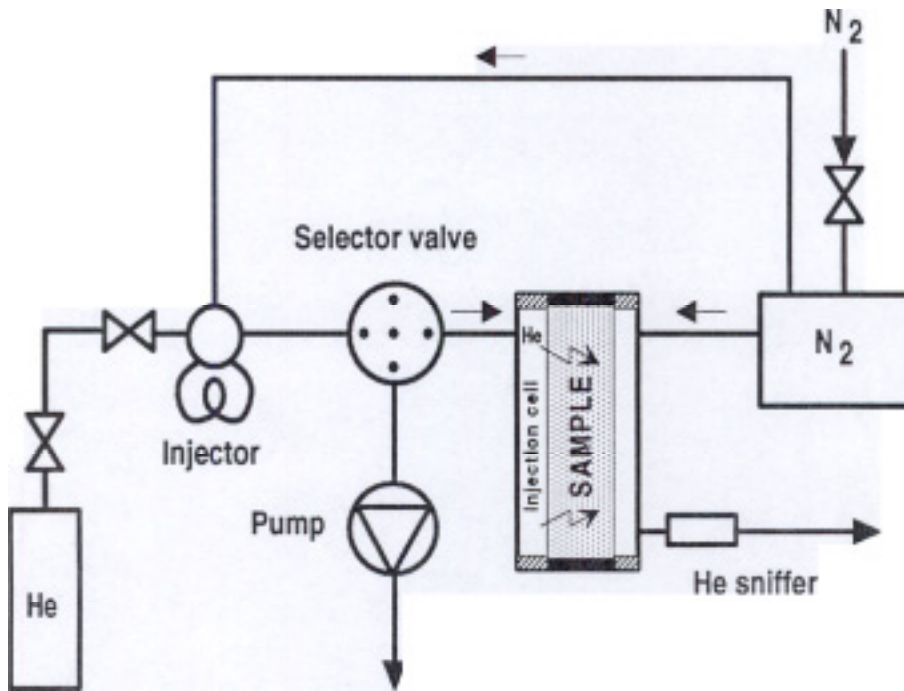 N2
Selector valve
He
N2
Injection cell
SAMPLE
Injector
Pump
He
He sniffer